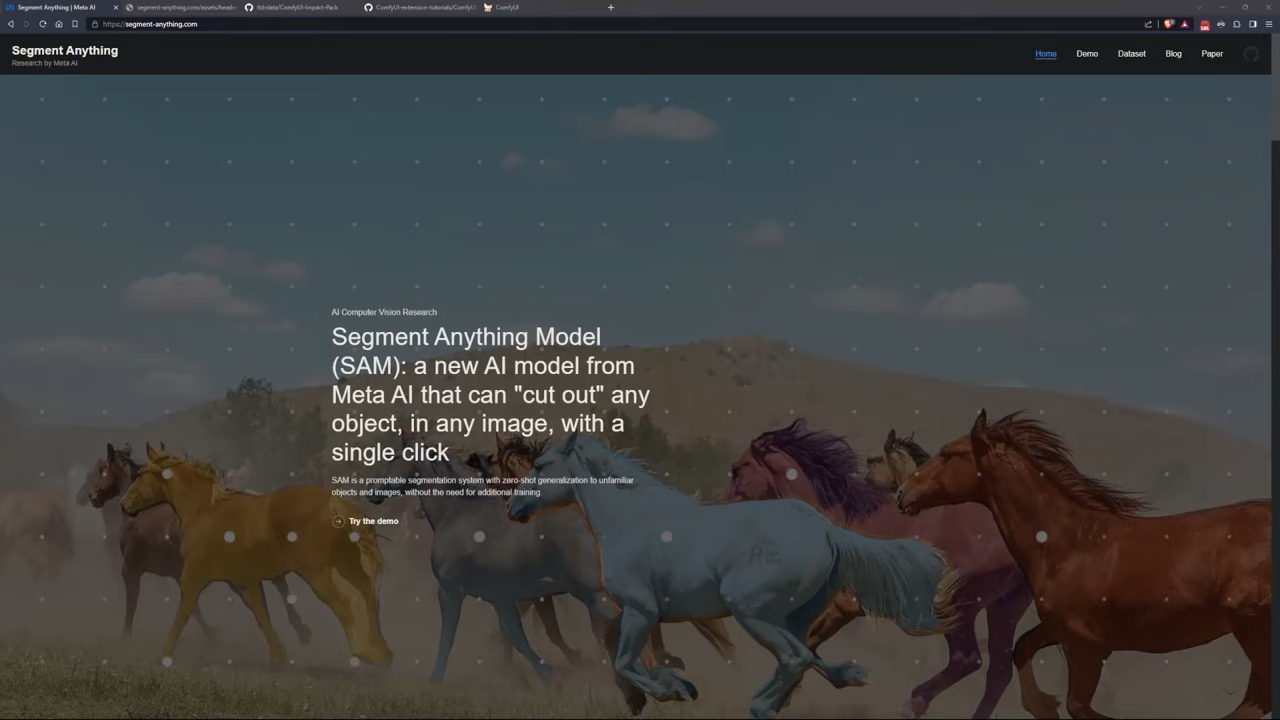 Segment Anything | Meta AI
segment-anything.com/assets/head
ltdrdata/ComfyUI-Impact-Pack
ComfyUI-extension-tutorials/ComfyU
ComfyUI
https://segment-anything.com
Segment Anything
Research by Meta AI
Home
Demo
Dataset
Blog
Paper
AI Computer Vision Research
Segment Anything Model
(SAM): a new AI model from
Meta AI that can "cut out" any
object, in any image, with a
single click
SAM is a promptable segmentation system with zero-shot generalization to unfamiliar
objects and images, without the need for additional training.
Try the demo